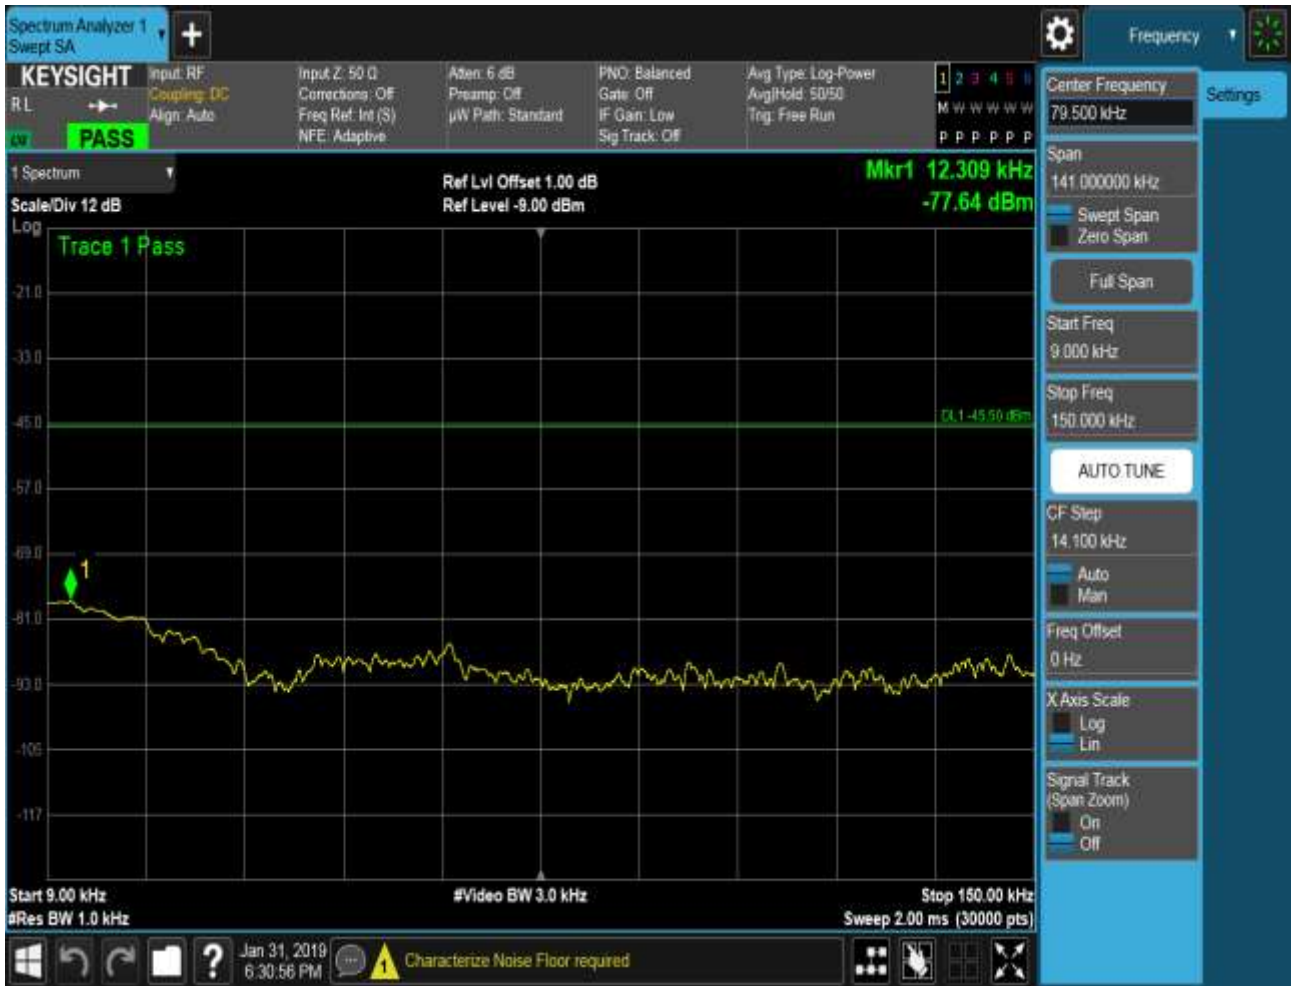 Spectrum Analyzer 1
Swept SA
+
Frequency
KEYSIGHT
R L
PASS
Input: RF
Coupling: DC
Align: Auto
Input Z: 50 Ω
Corrections: Off
Freq Ref: Int (S)
NFE: Adaptive
Atten: 6 dB
Preamp: Off
µW Path: Standard
PNO: Balanced
Gate: Off
IF Gain: Low
Sig Track: Off
Avg Type: Log-Power
Avg|Hold: 50/50
Trig: Free Run
1 2 3 4 5 6
M W W W W W
P P P P P P
1 Spectrum
Scale/Div 12 dB
Ref Lvl Offset 1.00 dB
Ref Level -9.00 dBm
Mkr1 12.309 kHz
-77.64 dBm
Log
Trace 1 Pass
-21.0
-33.0
-45.0
DL1 -45.50 dBm
-57.0
-69.0
1
-81.0
-93.0
-105
-117
Start 9.00 kHz
#Video BW 3.0 kHz
Stop 150.00 kHz
#Res BW 1.0 kHz
Sweep 2.00 ms (30000 pts)
Center Frequency
79.500 kHz
Settings
Span
141.000000 kHz
Swept Span
Zero Span
Full Span
Start Freq
9.000 kHz
Stop Freq
150.000 kHz
AUTO TUNE
CF Step
14.100 kHz
Auto
Man
Freq Offset
0 Hz
X Axis Scale
Log
Lin
Signal Track
(Span Zoom)
On
Off
?
Jan 31, 2019
6:30:56 PM
1
Characterize Noise Floor required